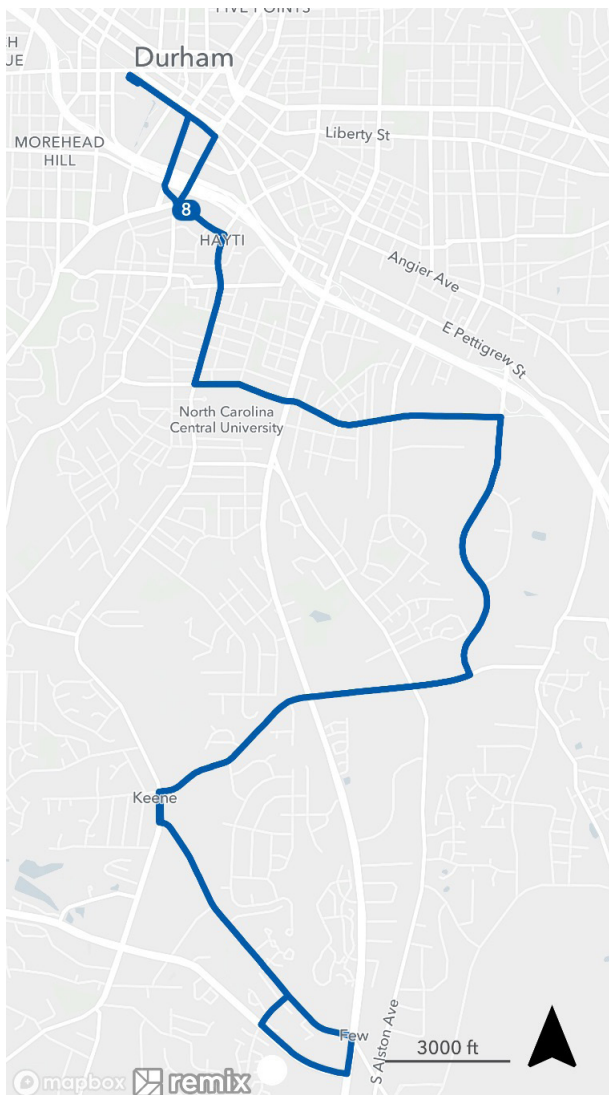 FIVE POINTS
Durham
Liberty St
MOREHEAD
HILL
8
HAYTI
Angier Ave
E Pettigrew St
North Carolina
Central University
Keene
Few
S Alston Ave
3000 ft
mapbox remix